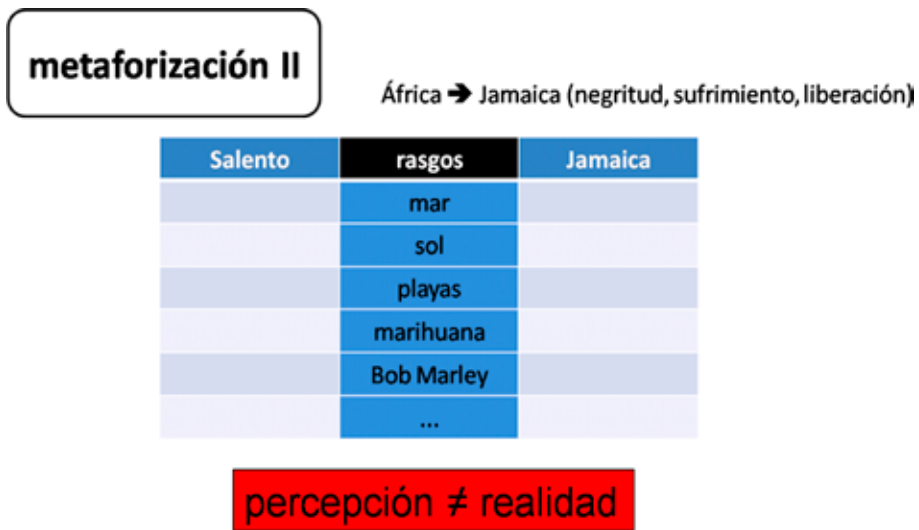 metaforización II
África ➔ Jamaica (negritud, sufrimiento, liberación)
Salento rasgos Jamaica
mar
sol
playas
marihuana
Bob Marley
...
percepción ≠ realidad